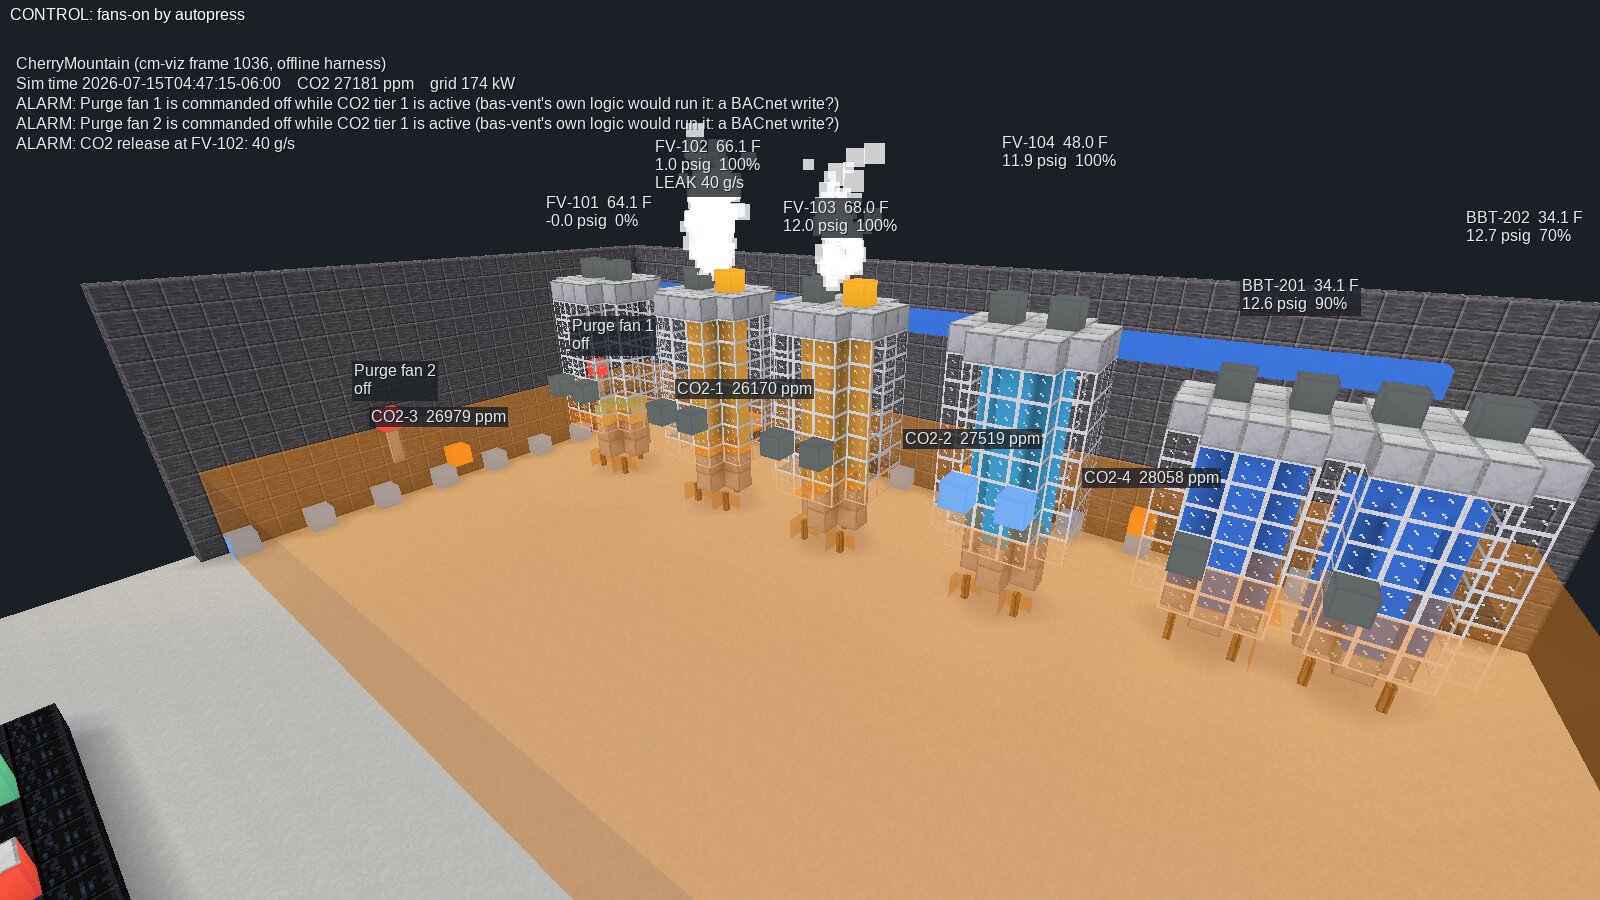 CONTROL: fans-on by autopress
CherryMountain (cm-viz frame 1036, offline harness)
Sim time 2026-07-15T04:47:15-06:00    CO2 27181 ppm    grid 174 kW
ALARM: Purge fan 1 is commanded off while CO2 tier 1 is active (bas-vent's own logic would run it: a BACnet write?)
ALARM: Purge fan 2 is commanded off while CO2 tier 1 is active (bas-vent's own logic would run it: a BACnet write?)
ALARM: CO2 release at FV-102: 40 g/s
FV-102  66.1 F
1.0 psig  100%
LEAK 40 g/s
FV-104  48.0 F
11.9 psig  100%
FV-101  64.1 F
-0.0 psig  0%
FV-103  68.0 F
12.0 psig  100%
BBT-202  34.1 F
12.7 psig  70%
BBT-201  34.1 F
12.6 psig  90%
Purge fan 1
off
Purge fan 2
off
CO2-1  26170 ppm
CO2-3  26979 ppm
CO2-2  27519 ppm
CO2-4  28058 ppm